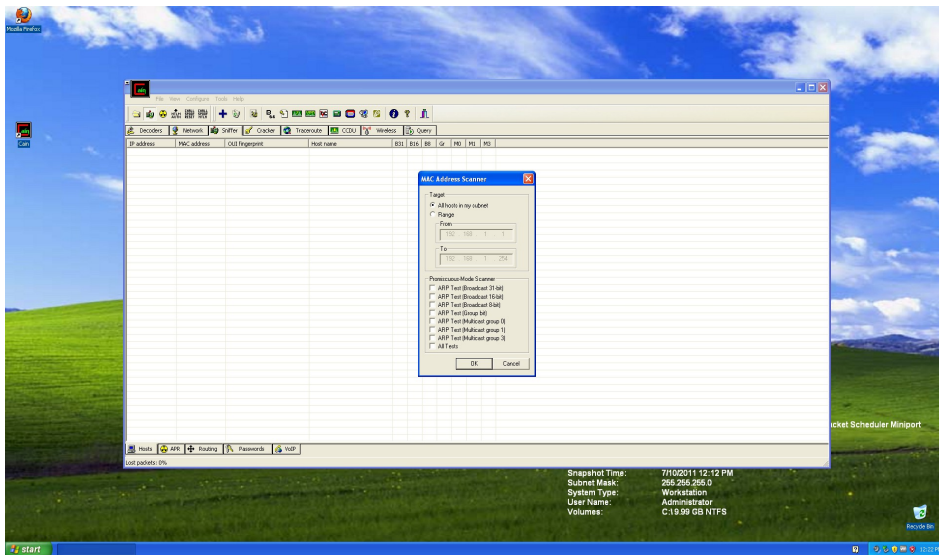 Mozilla Firefox
Cain
File View Configure Tools Help
Decoders Network Sniffer Cracker Traceroute CCDU Wireless Query
IP address MAC address OUI fingerprint Host name B31 B16 B8 Gr M0 M1 M3
MAC Address Scanner
Target
All hosts in my subnet
Range
From
192 168 1 1
To
192 168 1 254
Promiscuous-Mode Scanner
ARP Test (Broadcast 31-bit)
ARP Test (Broadcast 16-bit)
ARP Test (Broadcast 8-bit)
ARP Test (Group bit)
ARP Test (Multicast group 0)
ARP Test (Multicast group 1)
ARP Test (Multicast group 3)
All Tests
OK Cancel
Hosts APR Routing Passwords VoIP
Lost packets: 0%
Scheduler Miniport
Snapshot Time: 7/10/2011 12:12 PM
Subnet Mask: 255.255.255.0
System Type: Workstation
User Name: Administrator
Volumes: C:\ 9.99 GB NTFS
Recycle Bin
start